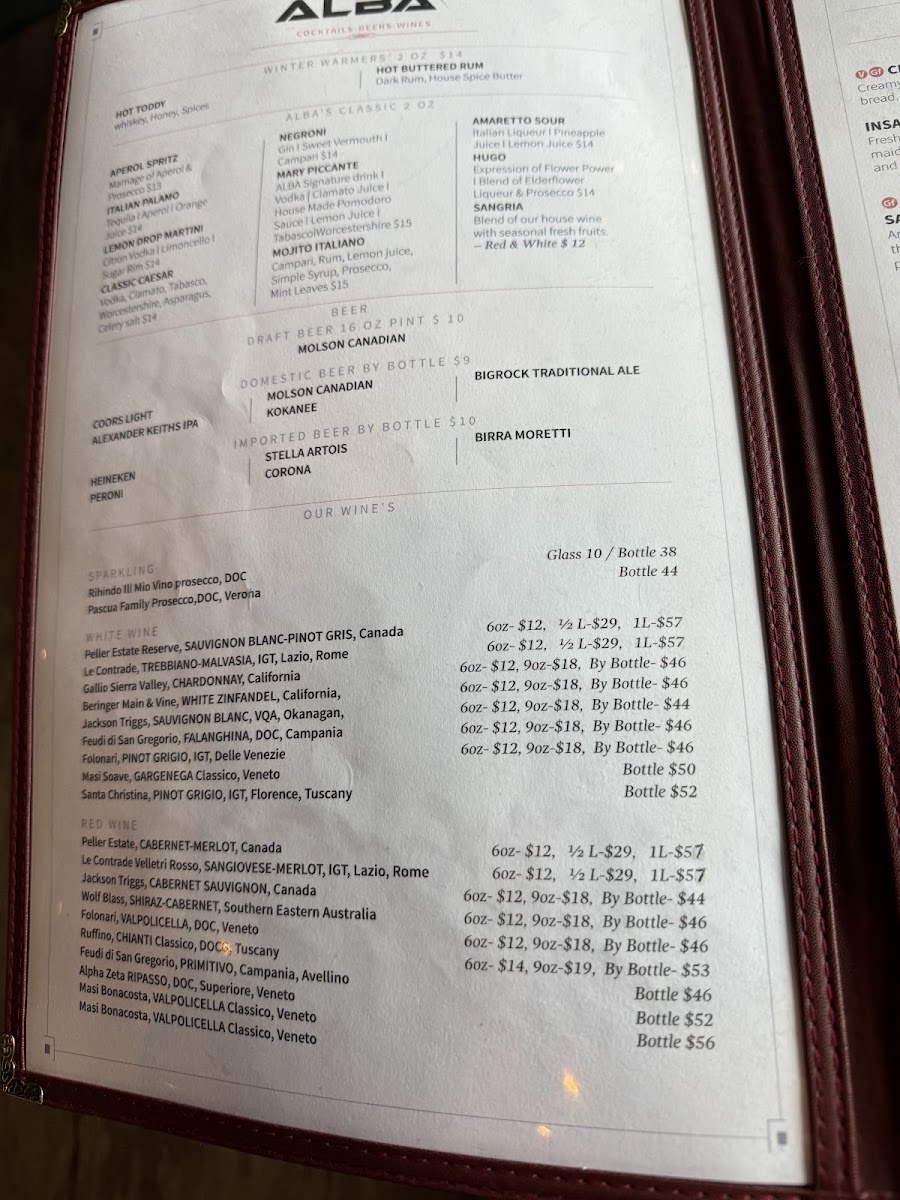 ALBA
COCKTAILS-BEERS-WINES
WINTER WARMERS' 2 OZ $14
HOT TODDY
whiskey, Honey, Spices
HOT BUTTERED RUM
Dark Rum, House Spice Butter
ALBA'S CLASSIC 2 OZ
APEROL SPRITZ
Marriage of Aperol &
Prosecco $13
ITALIAN PALAMO
Tequila | Aperol | Orange
Juice $14
LEMON DROP MARTINI
Citron Vodka | Limoncello |
Sugar Rim $14
CLASSIC CAESAR
Vodka, Clamato, Tabasco,
Worcestershire, Asparagus,
Celery salt $14
NEGRONI
Gin | Sweet Vermouth |
Campari $14
MARY PICCANTE
ALBA Signature drink |
Vodka | Clamato Juice |
House Made Pomodoro
Sauce | Lemon Juice |
Tabasco|Worcestershire $15
MOJITO ITALIANO
Campari, Rum, Lemon juice,
Simple Syrup, Prosecco,
Mint Leaves $15
AMARETTO SOUR
Italian Liqueur | Pineapple
Juice | Lemon Juice $14
HUGO
Expression of Flower Power
| Blend of Elderflower
Liqueur & Prosecco $14
SANGRIA
Blend of our house wine
with seasonal fresh fruits.
– Red & White $ 12
BEER
DRAFT BEER 16 OZ PINT $ 10
MOLSON CANADIAN
DOMESTIC BEER BY BOTTLE $9
COORS LIGHT
ALEXANDER KEITHS IPA
MOLSON CANADIAN
KOKANEE
BIGROCK TRADITIONAL ALE
IMPORTED BEER BY BOTTLE $10
HEINEKEN
PERONI
STELLA ARTOIS
CORONA
BIRRA MORETTI
OUR WINE'S
SPARKLING
Rihindo Ill Mio Vino prosecco, DOC Glass 10 / Bottle 38
Pascua Family Prosecco,DOC, Verona Bottle 44
WHITE WINE
Peller Estate Reserve, SAUVIGNON BLANC-PINOT GRIS, Canada 6oz- $12, ½ L-$29, 1L-$57
Le Contrade, TREBBIANO-MALVASIA, IGT, Lazio, Rome 6oz- $12, ½ L-$29, 1L-$57
Gallio Sierra Valley, CHARDONNAY, California 6oz- $12, 9oz-$18, By Bottle- $46
Beringer Main & Vine, WHITE ZINFANDEL, California, 6oz- $12, 9oz-$18, By Bottle- $46
Jackson Triggs, SAUVIGNON BLANC, VQA, Okanagan, 6oz- $12, 9oz-$18, By Bottle- $44
Feudi di San Gregorio, FALANGHINA, DOC, Campania 6oz- $12, 9oz-$18, By Bottle- $46
Folonari, PINOT GRIGIO, IGT, Delle Venezie 6oz- $12, 9oz-$18, By Bottle- $46
Masi Soave, GARGENEGA Classico, Veneto Bottle $50
Santa Christina, PINOT GRIGIO, IGT, Florence, Tuscany Bottle $52
RED WINE
Peller Estate, CABERNET-MERLOT, Canada 6oz- $12, ½ L-$29, 1L-$57
Le Contrade Velletri Rosso, SANGIOVESE-MERLOT, IGT, Lazio, Rome 6oz- $12, ½ L-$29, 1L-$57
Jackson Triggs, CABERNET SAUVIGNON, Canada 6oz- $12, 9oz-$18, By Bottle- $44
Wolf Blass, SHIRAZ-CABERNET, Southern Eastern Australia 6oz- $12, 9oz-$18, By Bottle- $46
Folonari, VALPOLICELLA, DOC, Veneto 6oz- $12, 9oz-$18, By Bottle- $46
Ruffino, CHIANTI Classico, DOCG, Tuscany 6oz- $14, 9oz-$19, By Bottle- $53
Feudi di San Gregorio, PRIMITIVO, Campania, Avellino Bottle $46
Alpha Zeta RIPASSO, DOC, Superiore, Veneto Bottle $52
Masi Bonacosta, VALPOLICELLA Classico, Veneto Bottle $56
Masi Bonacosta, VALPOLICELLA Classico, Veneto
V Gf
Creamy
bread.
INSA
Fresh
maid
and
Gf